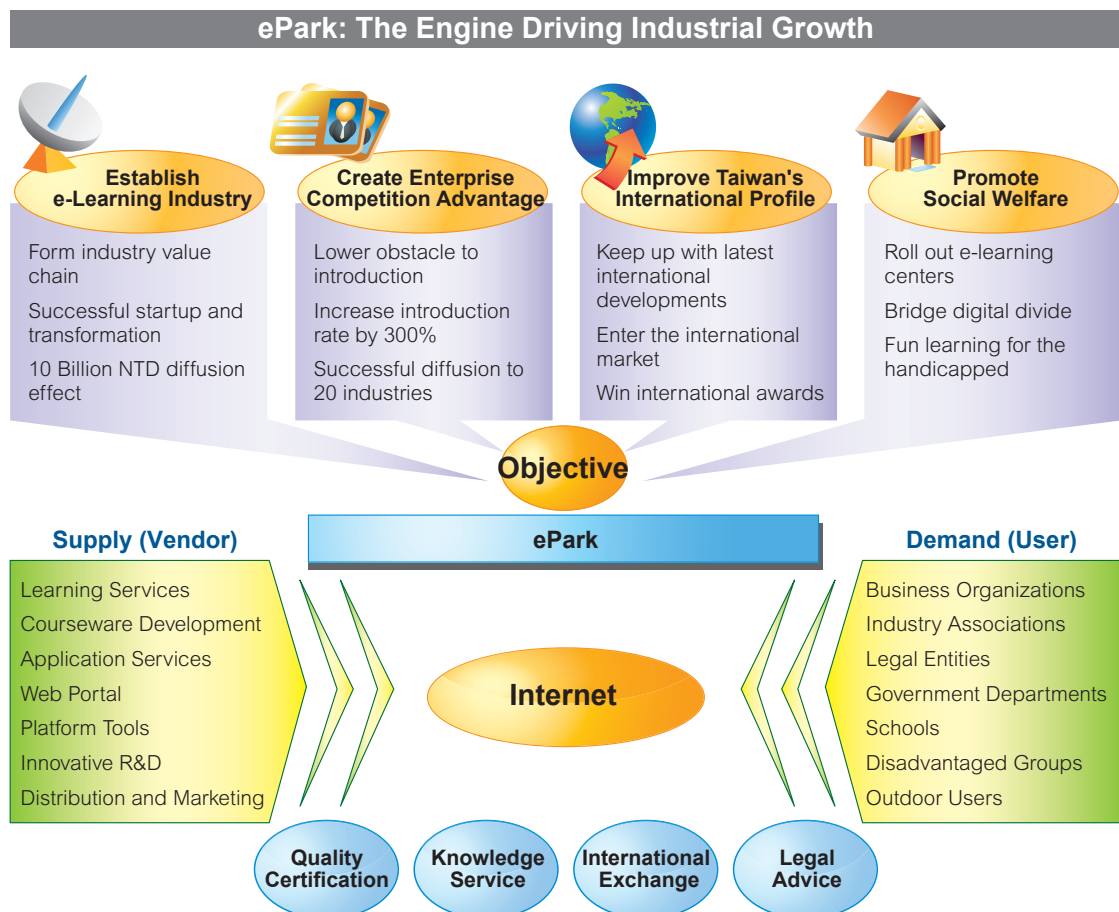 ePark: The Engine Driving Industrial Growth
Establish
e-Learning Industry
Form industry value
chain
Successful startup and
transformation
10 Billion NTD diffusion
effect
Create Enterprise
Competition Advantage
Lower obstacle to
introduction
Increase introduction
rate by 300%
Successful diffusion to
20 industries
Improve Taiwan's
International Profile
Keep up with latest
international
developments
Enter the international
market
Win international awards
Promote
Social Welfare
Roll out e-learning
centers
Bridge digital divide
Fun learning for the
handicapped
Objective
ePark
Supply (Vendor)
Learning Services
Courseware Development
Application Services
Web Portal
Platform Tools
Innovative R&D
Distribution and Marketing
Internet
Demand (User)
Business Organizations
Industry Associations
Legal Entities
Government Departments
Schools
Disadvantaged Groups
Outdoor Users
Quality
Certification
Knowledge
Service
International
Exchange
Legal
Advice